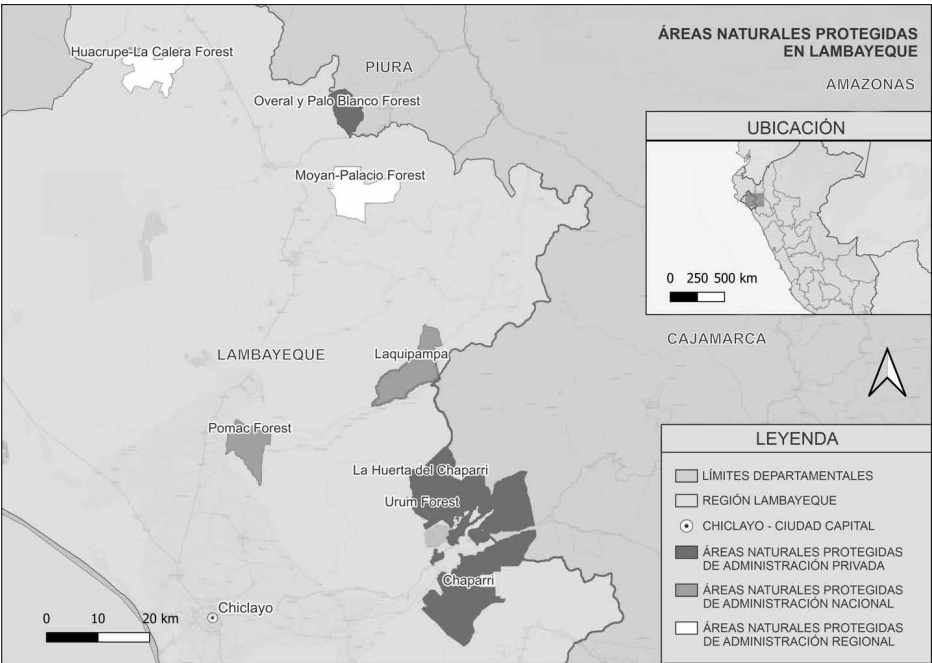 ÁREAS NATURALES PROTEGIDAS
EN LAMBAYEQUE
Huacrupe-La Calera Forest
PIURA
AMAZONAS
Overal y Palo Blanco Forest
UBICACIÓN
Moyan-Palacio Forest
0 250 500 km
CAJAMARCA
LAMBAYEQUE
Laquipampa
Pomac Forest
La Huerta del Chaparri
Urum Forest
Chaparri
Chiclayo
0 10 20 km
LEYENDA
LÍMITES DEPARTAMENTALES
REGIÓN LAMBAYEQUE
CHICLAYO - CIUDAD CAPITAL
ÁREAS NATURALES PROTEGIDAS
DE ADMINISTRACIÓN PRIVADA
ÁREAS NATURALES PROTEGIDAS
DE ADMINISTRACIÓN NACIONAL
ÁREAS NATURALES PROTEGIDAS
DE ADMINISTRACIÓN REGIONAL